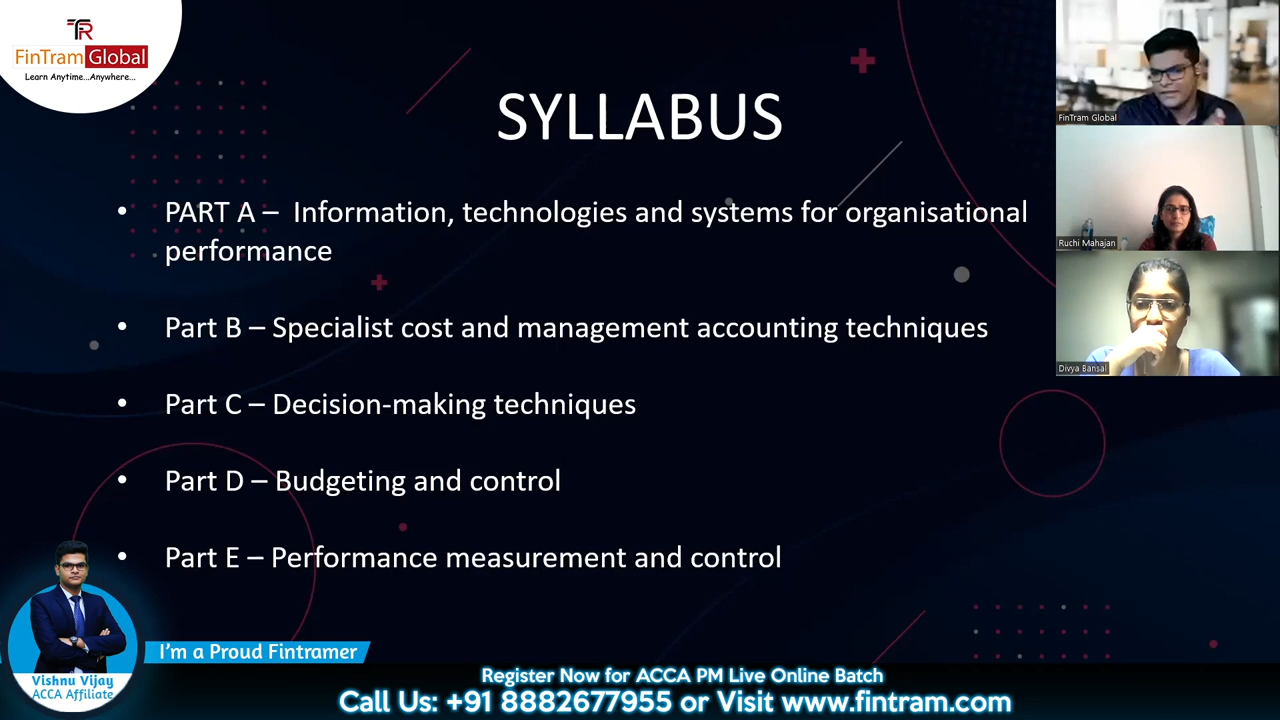 FR
FinTram Global
Learn Anytime...Anywhere...
SYLLABUS
• PART A – Information, technologies and systems for organisational
performance
• Part B – Specialist cost and management accounting techniques
• Part C – Decision-making techniques
• Part D – Budgeting and control
• Part E – Performance measurement and control
FinTram Global
Ruchi Mahajan
Divya Bansal
I'm a Proud Fintramer
Vishnu Vijay
ACCA Affiliate
Register Now for ACCA PM Live Online Batch
Call Us: +91 8882677955 or Visit www.fintram.com